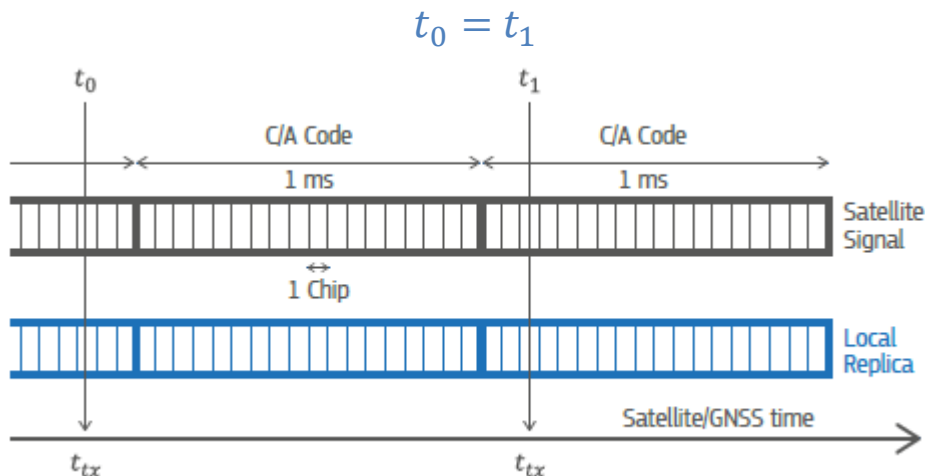 t₀ = t₁
t₀
t₁
C/A Code
C/A Code
1 ms
1 ms
Satellite
Signal
1 Chip
Local
Replica
Satellite/GNSS time
tₜₓ
tₜₓ